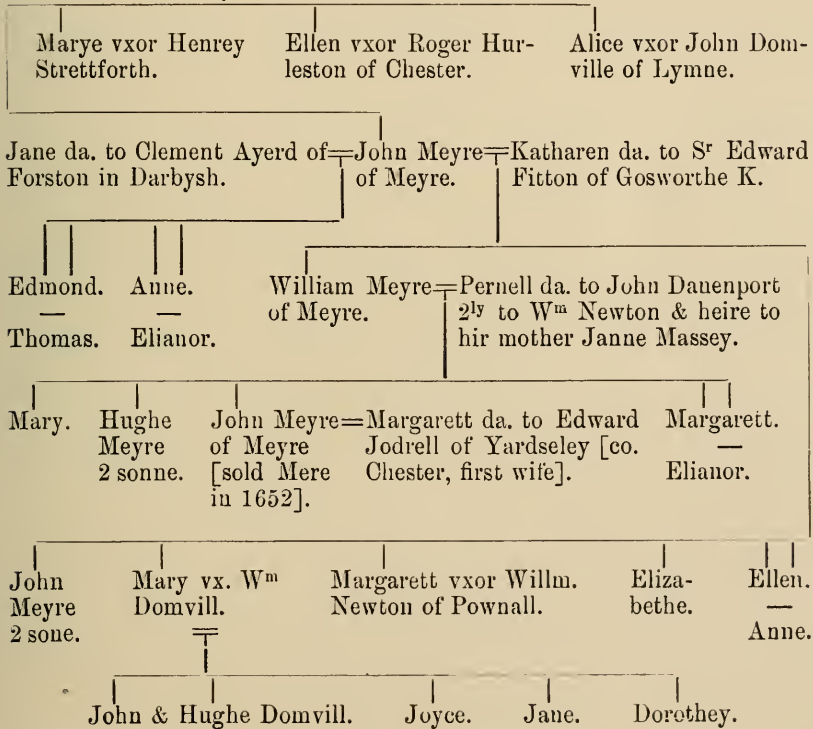 Marye vxor Henrey
Strettforth.
Ellen vxor Roger Hur-
leston of Chester.
Alice vxor John Dom-
ville of Lymne.
Jane da. to Clement Ayerd of
Forston in Darbysh.
John Meyre
of Meyre.
Katharen da. to Sr Edward
Fitton of Gosworthe K.
Edmond.
—
Thomas.
Anne.
—
Elianor.
William Meyre
of Meyre.
Pernell da. to John Dauenport
2ly to Wm Newton & heire to
hir mother Janne Massey.
Mary.
Hughe
Meyre
2 sonne.
John Meyre
of Meyre
[sold Mere
in 1652].
Margarett da. to Edward
Jodrell of Yardseley [co.
Chester, first wife].
Margarett.
—
Elianor.
John
Meyre
2 sone.
Mary vx. Wm
Domvill.
Margarett vxor Willm.
Newton of Pownall.
Eliza-
bethe.
Ellen.
—
Anne.
John & Hughe Domvill.
Joyce.
Jane.
Dorothey.